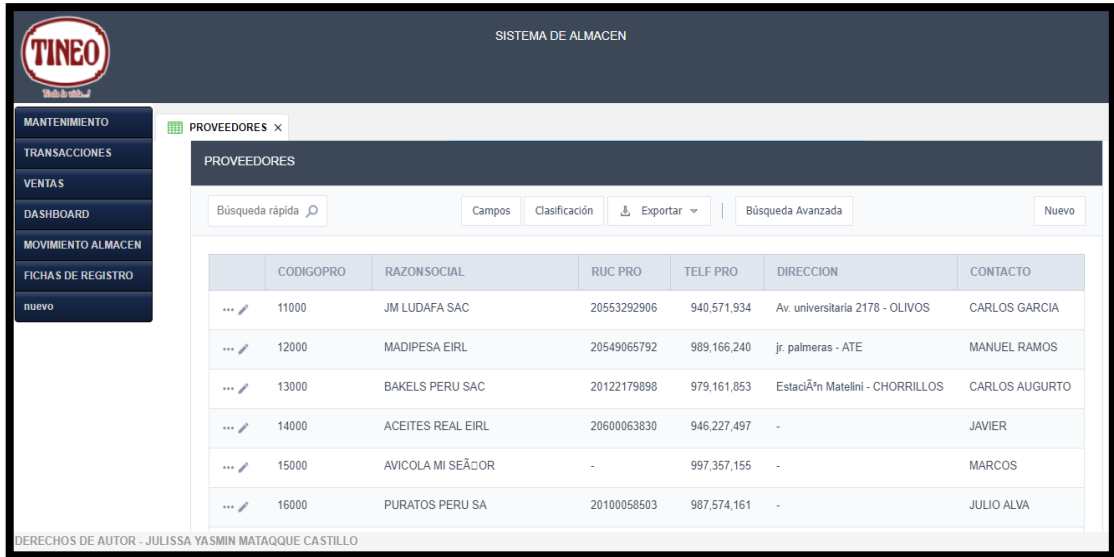 TINEO
Toda la vida...!
SISTEMA DE ALMACEN
MANTENIMIENTO
TRANSACCIONES
VENTAS
DASHBOARD
MOVIMIENTO ALMACEN
FICHAS DE REGISTRO
nuevo
PROVEEDORES ×
PROVEEDORES
Búsqueda rápida Campos Clasificación Exportar Búsqueda Avanzada Nuevo
CODIGOPRO RAZONSOCIAL RUC PRO TELF PRO DIRECCION CONTACTO
11000 JM LUDAFA SAC 20553292906 940,571,934 Av. universitaria 2178 - OLIVOS CARLOS GARCIA
12000 MADIPESA EIRL 20549065792 989,166,240 jr. palmeras - ATE MANUEL RAMOS
13000 BAKELS PERU SAC 20122179898 979,161,853 EstaciÃªn Matelini - CHORRILLOS CARLOS AUGURTO
14000 ACEITES REAL EIRL 20600063830 946,227,497 - JAVIER
15000 AVICOLA MI SEÃ□OR - 997,357,155 - MARCOS
16000 PURATOS PERU SA 20100058503 987,574,161 - JULIO ALVA
DERECHOS DE AUTOR - JULISSA YASMIN MATAQQUE CASTILLO